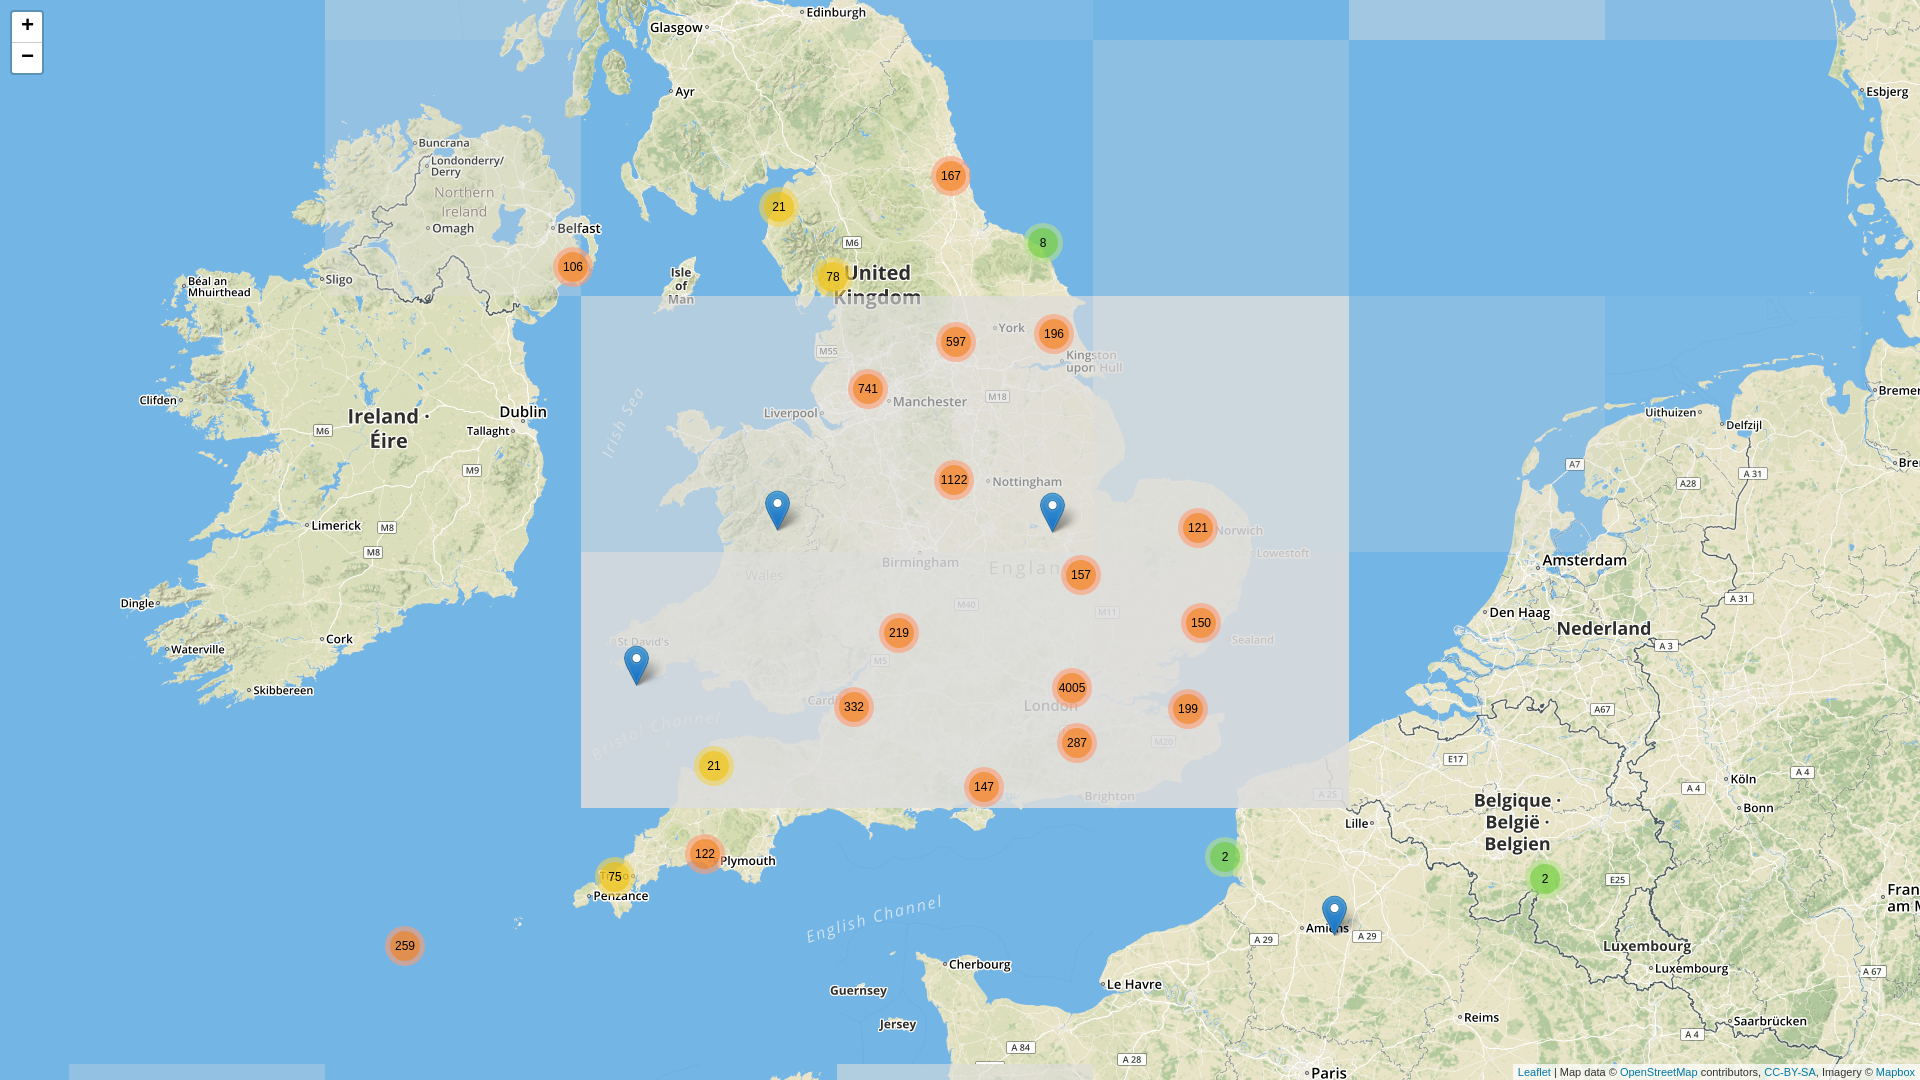 +
−
Edinburgh
Glasgow
Ayr
Esbjerg
Buncrana
Londonderry/
Derry
Northern
Ireland
Omagh
Belfast
167
21
8
M6
106
78
United
Kingdom
Isle
of
Man
Béal an
Mhuirthead
Sligo
York
196
597
M55
Kingston
upon Hull
741
Manchester
M18
Liverpool
Irish Sea
Clifden
Ireland ·
Éire
Dublin
Tallaght
M6
M9
Uithuizen
Delfzijl
A7
A 31
A28
1122
Nottingham
Limerick
M8
M8
121
Norwich
Lowestoft
Birmingham
Wales
157
Amsterdam
Dingle
M40
M11
Den Haag
A 31
Nederland
A 3
150
Sealand
219
St David's
M5
Cork
Waterville
Skibbereen
4005
London
199
332
Bristol Channel
A67
287
M20
E17
21
147
Brighton
A 25
Köln
A 4
A 4
Bonn
Belgique ·
België ·
Belgien
Lille
122
Plymouth
75
Penzance
2
2
E25
English Channel
Amiens
A 29
A 29
259
Luxembourg
Luxembourg
Cherbourg
A 67
Le Havre
Guernsey
Jersey
Reims
Saarbrücken
A 4
A 84
A 28
Paris
Leaflet | Map data © OpenStreetMap contributors, CC-BY-SA, Imagery © Mapbox